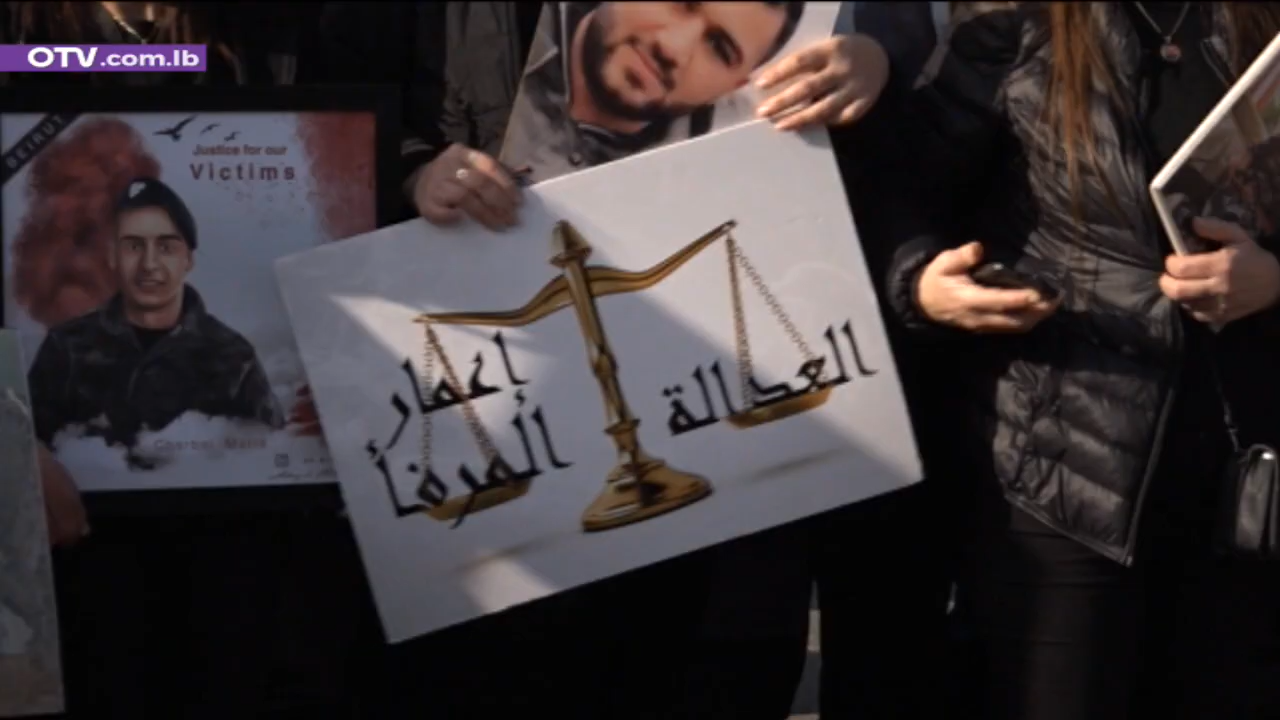 OTV.com.lb
BEIRUT
Justice for our
Victims
إعمار
المرفأ
العدالة